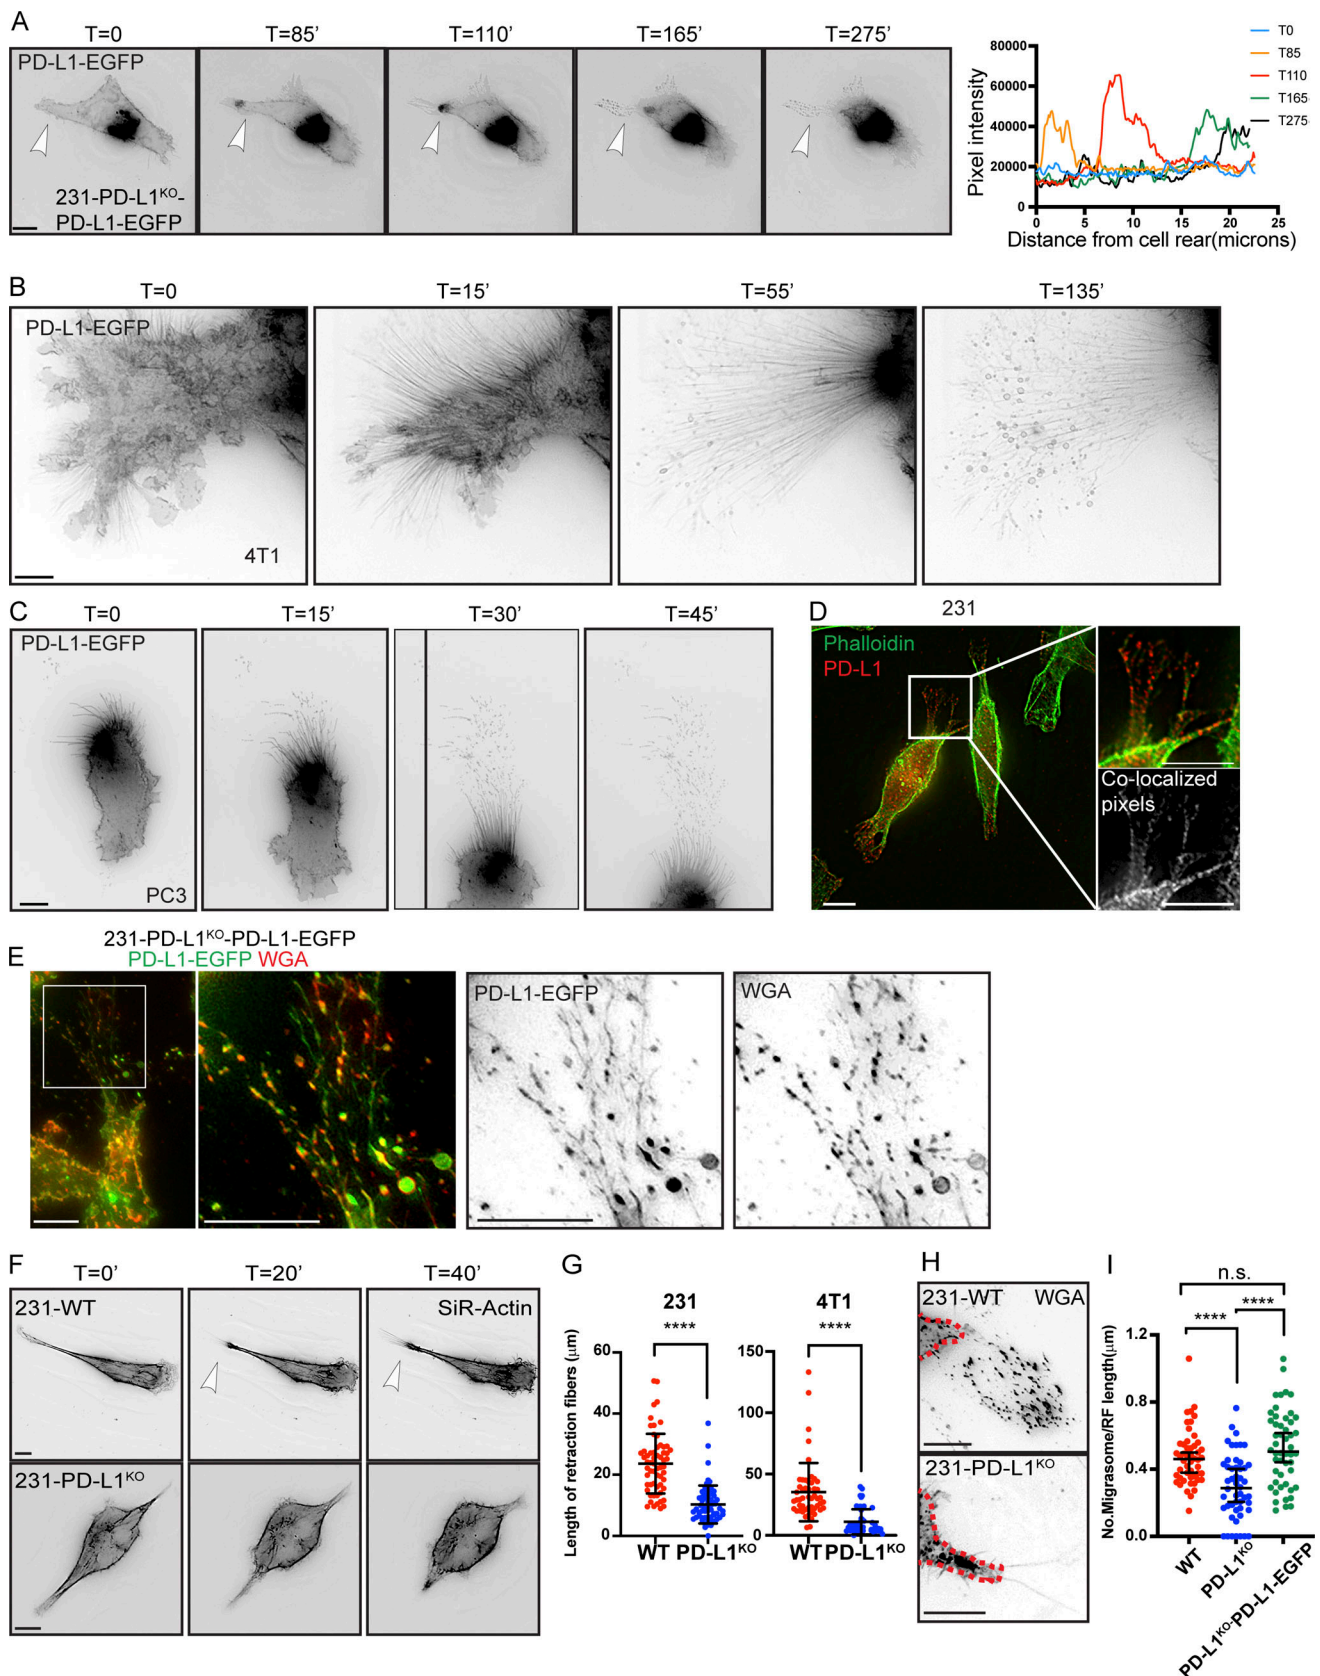 A
T=0
T=85'
T=110'
T=165'
T=275'
PD-L1-EGFP
231-PD-L1KO-
PD-L1-EGFP
Pixel intensity
80000
60000
40000
20000
0
0
5
10
15
20
25
Distance from cell rear(microns)
T0
T85
T110
T165
T275
B
T=0
T=15'
T=55'
T=135'
PD-L1-EGFP
4T1
C
T=0
T=15'
T=30'
T=45'
PD-L1-EGFP
PC3
D
231
Phalloidin
PD-L1
Co-localized
pixels
E
231-PD-L1KO-PD-L1-EGFP
PD-L1-EGFP WGA
PD-L1-EGFP
WGA
F
T=0'
T=20'
T=40'
231-WT
SiR-Actin
231-PD-L1KO
G
231
4T1
****
****
Length of retraction fibers (μm)
60
40
20
0
WT PD-L1KO
150
100
50
0
WT PD-L1KO
H
231-WT
WGA
231-PD-L1KO
I
n.s.
****
****
No.Migrasome/RF length(μm)
1.2
0.8
0.4
0.0
WT
PD-L1KO
PD-L1KO-PD-L1-EGFP